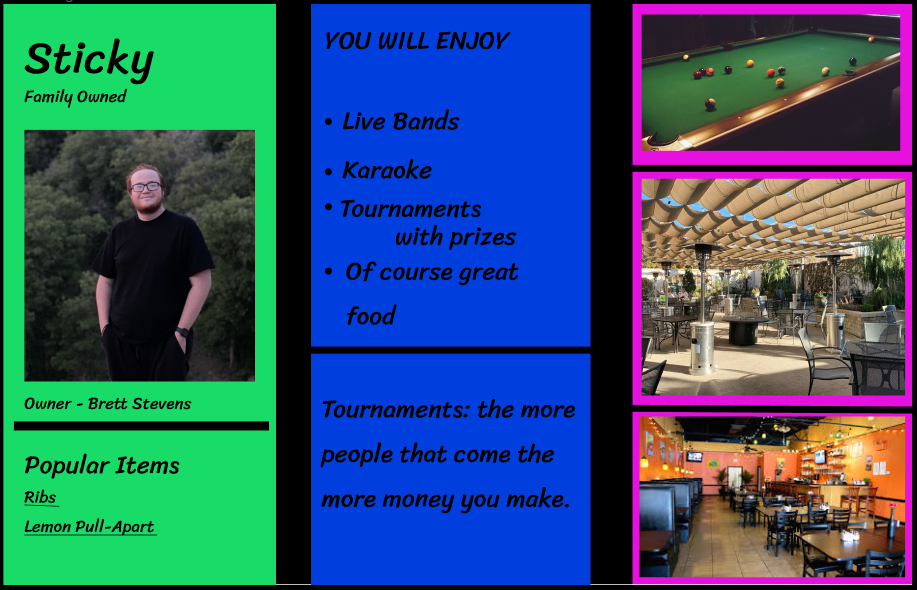 Sticky
Family Owned
Owner - Brett Stevens
Popular Items
Ribs
Lemon Pull-Apart
YOU WILL ENJOY
• Live Bands
• Karaoke
• Tournaments
with prizes
• Of course great
food
Tournaments: the more
people that come the
more money you make.